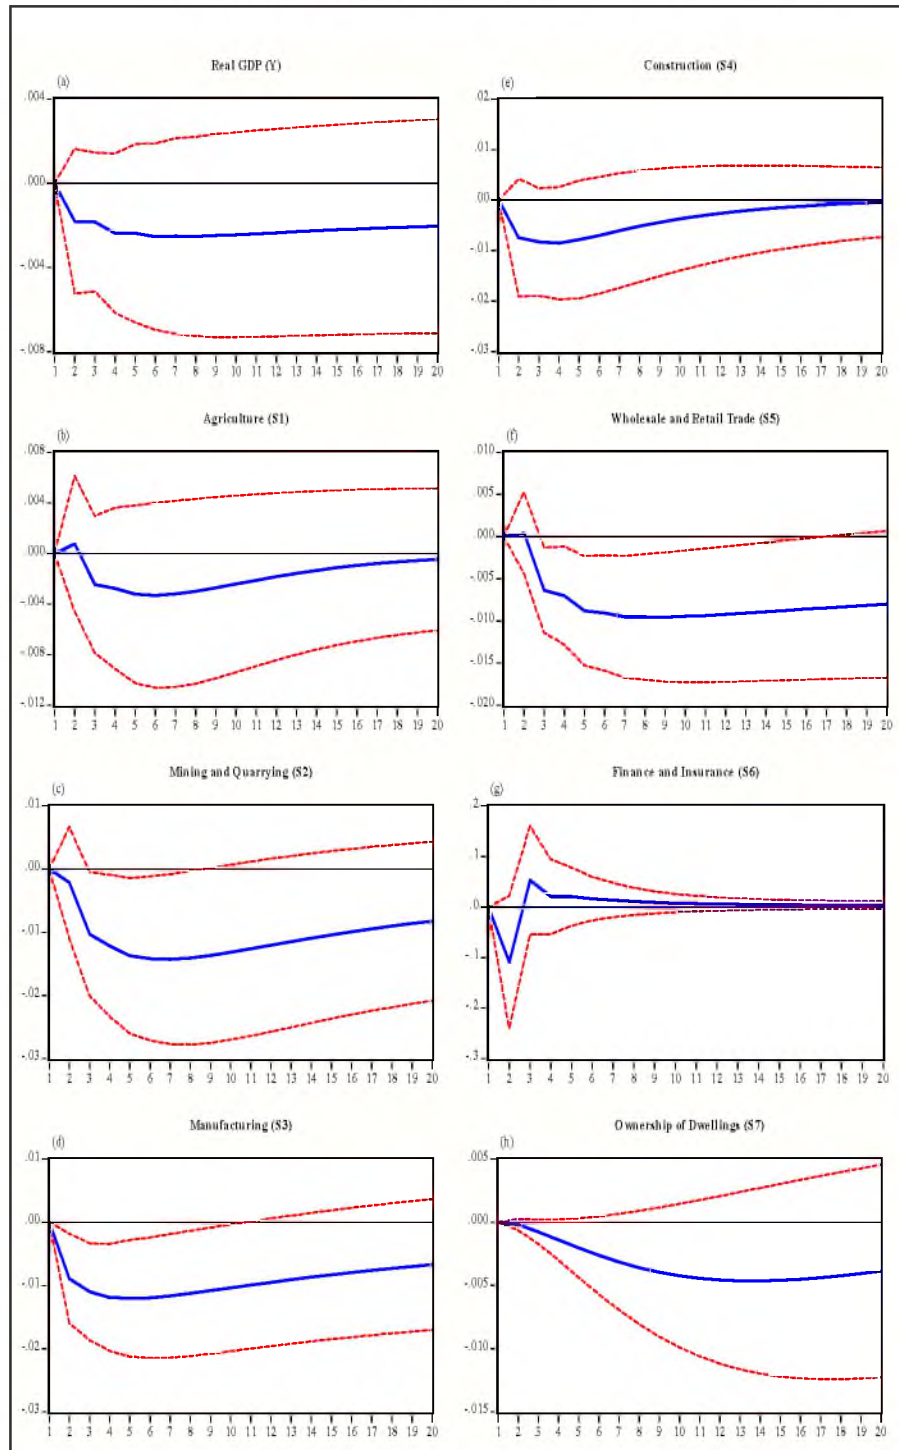 Real GDP (Y)
(a)
.004
.000
-.004
-.008
1 2 3 4 5 6 7 8 9 10 11 12 13 14 15 16 17 18 19 20
Agriculture (S1)
(b)
.008
.004
.000
-.004
-.008
-.012
1 2 3 4 5 6 7 8 9 10 11 12 13 14 15 16 17 18 19 20
Mining and Quarrying (S2)
(c)
.01
.00
-.01
-.02
-.03
1 2 3 4 5 6 7 8 9 10 11 12 13 14 15 16 17 18 19 20
Manufacturing (S3)
(d)
.01
.00
-.01
-.02
-.03
1 2 3 4 5 6 7 8 9 10 11 12 13 14 15 16 17 18 19 20
Construction (S4)
(e)
.02
.01
.00
-.01
-.02
-.03
1 2 3 4 5 6 7 8 9 10 11 12 13 14 15 16 17 18 19 20
Wholesale and Retail Trade (S5)
(f)
.010
.005
.000
-.005
-.010
-.015
-.020
1 2 3 4 5 6 7 8 9 10 11 12 13 14 15 16 17 18 19 20
Finance and Insurance (S6)
(g)
.2
.1
.0
-.1
-.2
-.3
1 2 3 4 5 6 7 8 9 10 11 12 13 14 15 16 17 18 19 20
Ownership of Dwellings (S7)
(h)
.005
.000
-.005
-.010
-.015
1 2 3 4 5 6 7 8 9 10 11 12 13 14 15 16 17 18 19 20